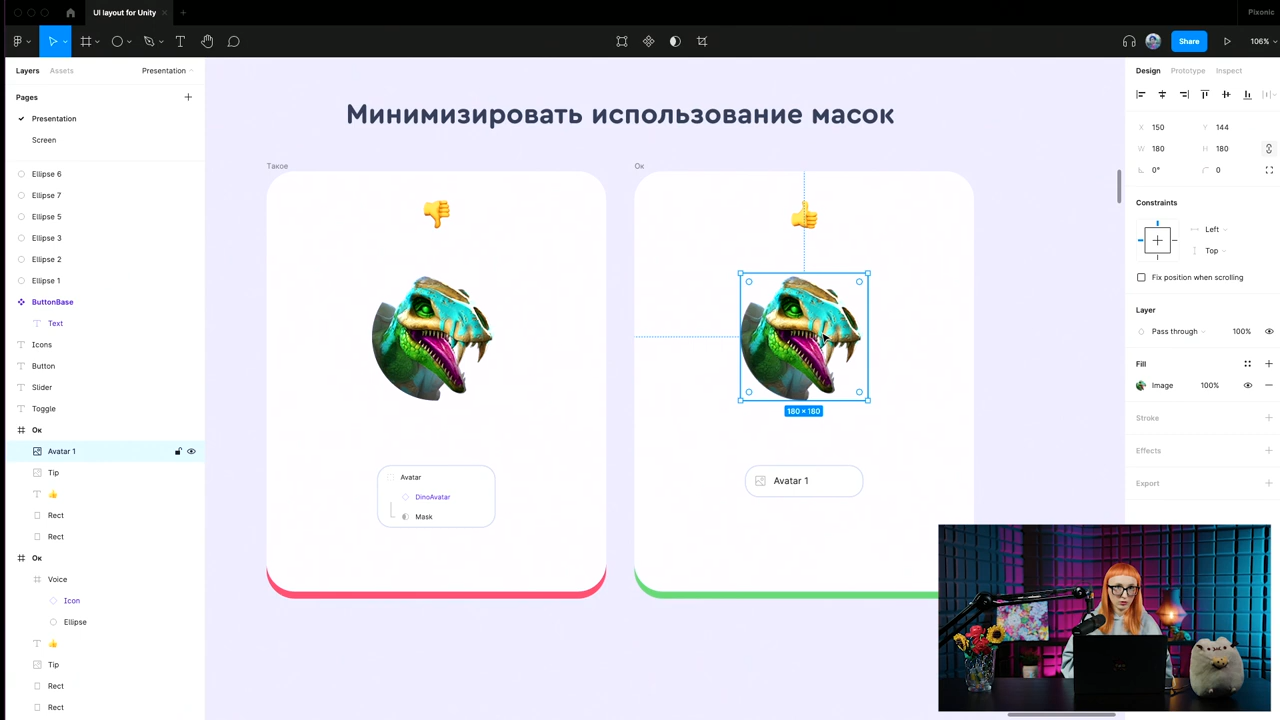 UI layout for Unity
Pixonic
Share
106%
Layers
Assets
Presentation
Pages
Presentation
Screen
Ellipse 6
Ellipse 7
Ellipse 5
Ellipse 3
Ellipse 2
Ellipse 1
ButtonBase
Text
Icons
Button
Slider
Toggle
Ок
Avatar 1
Tip
👍
Rect
Rect
Ок
Voice
Icon
Ellipse
👍
Tip
Rect
Rect
Минимизировать использование масок
Такое
Ок
180 × 180
Avatar
DinoAvatar
Mask
Avatar 1
Design
Prototype
Inspect
X 150
Y 144
W 180
H 180
0°
0
Constraints
Left
Top
Fix position when scrolling
Layer
Pass through
100%
Fill
Image
100%
Stroke
Effects
Export